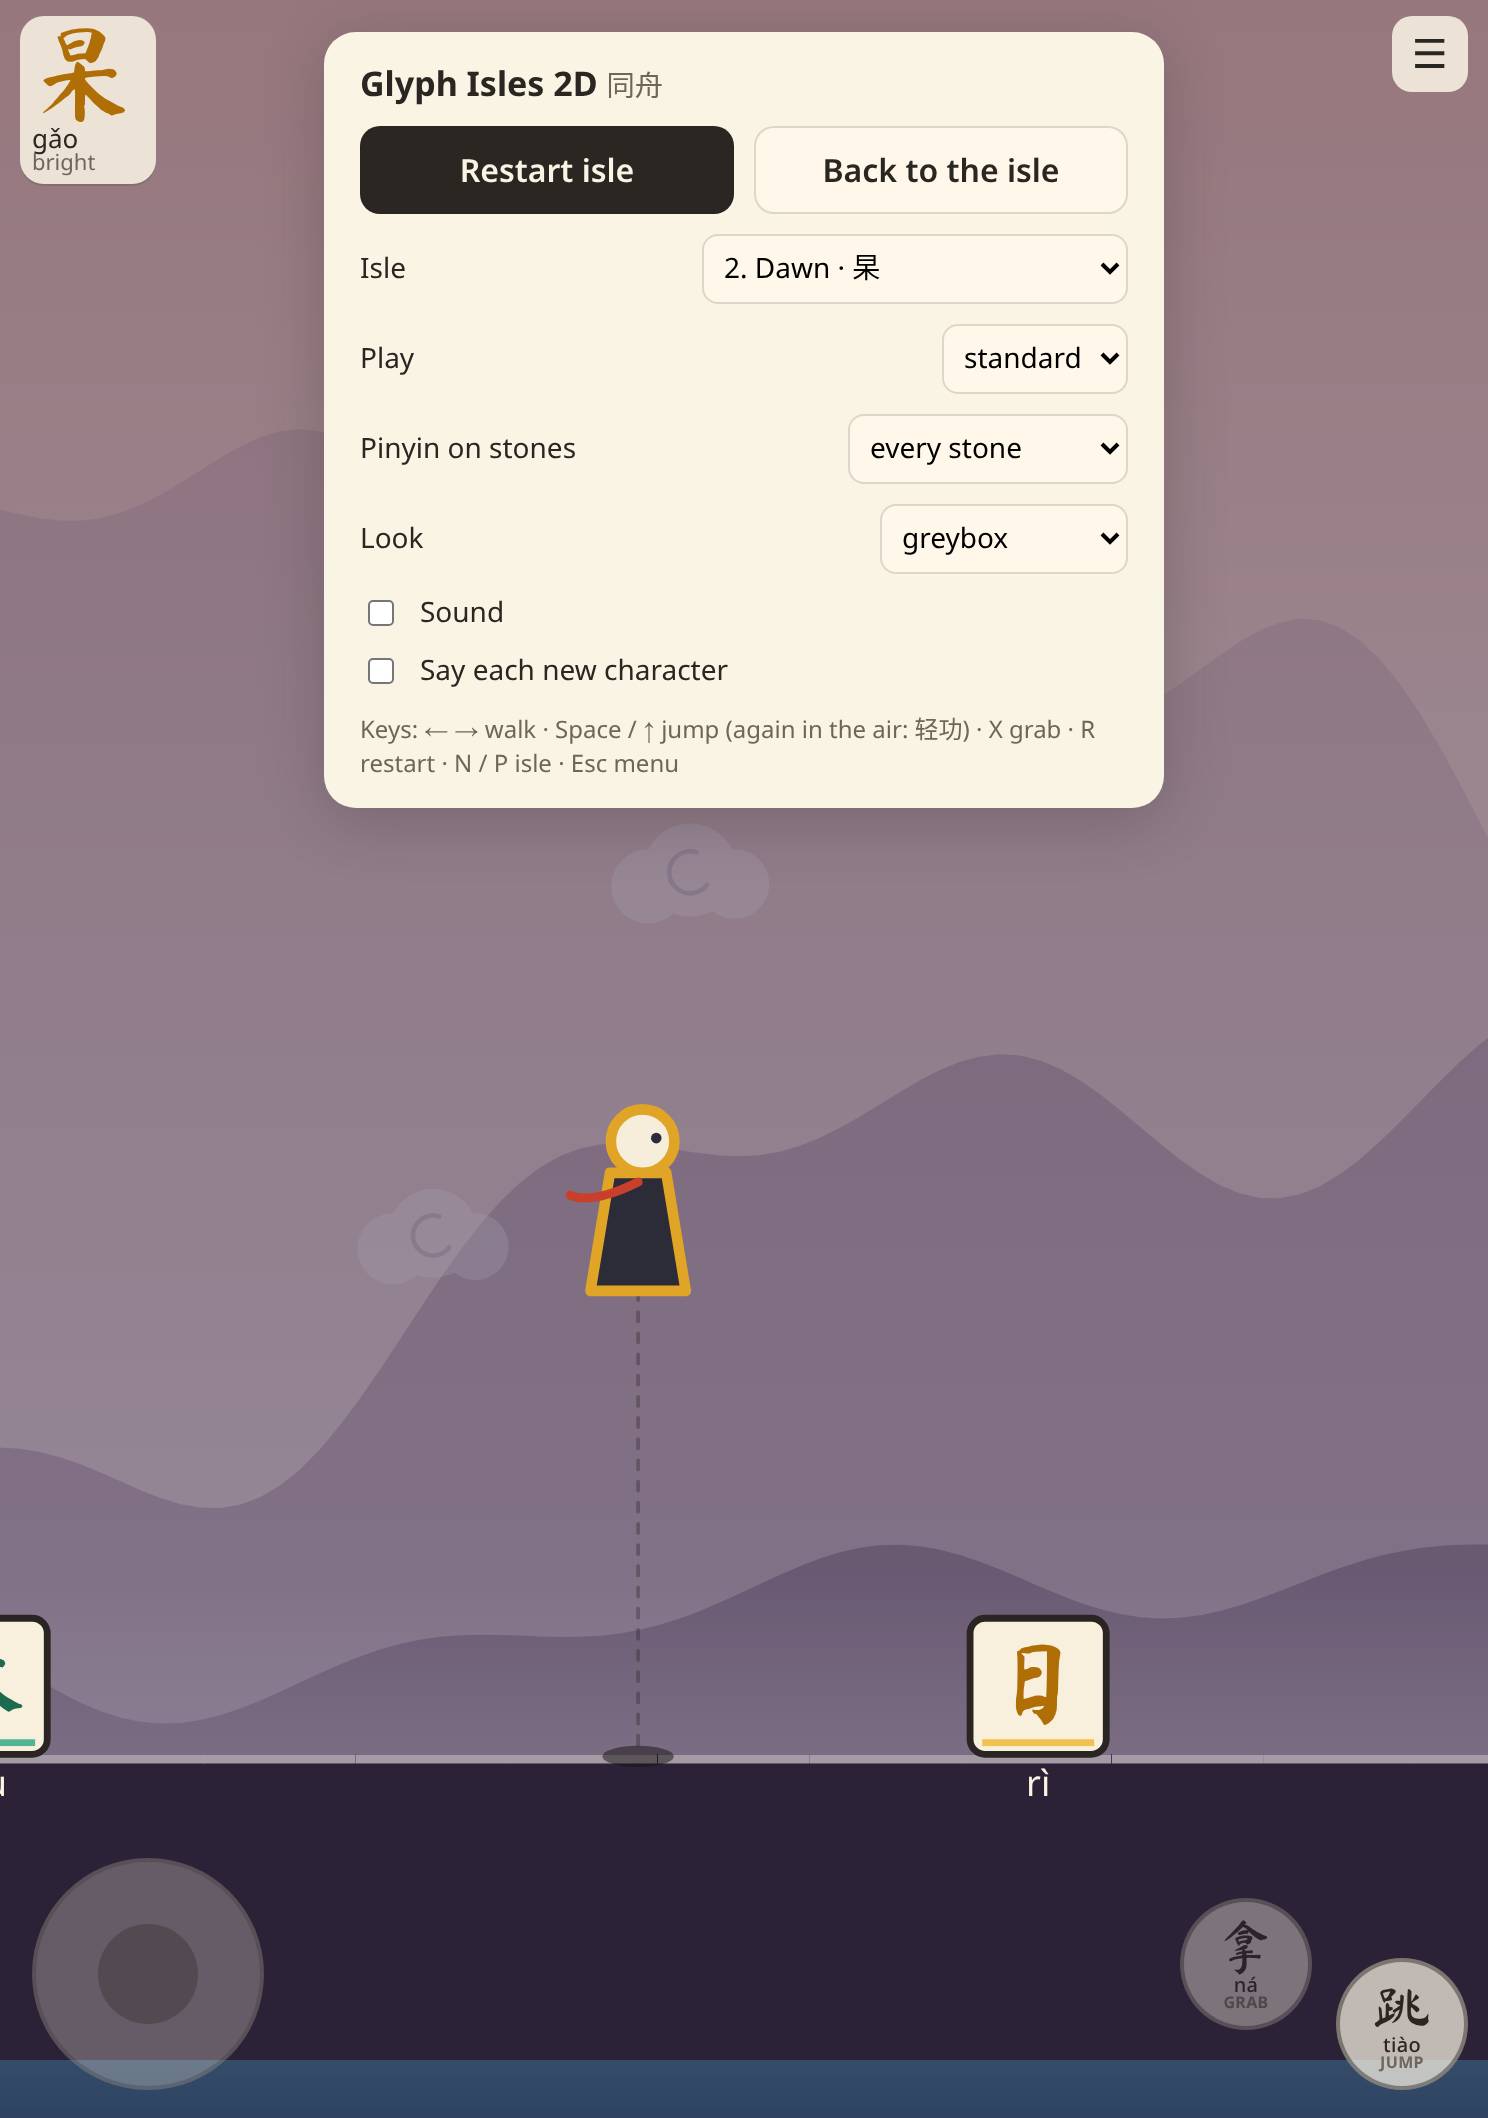 杲
gǎo
bright
☰
Glyph Isles 2D 同舟
Restart isle
Back to the isle
Isle
2. Dawn · 杲
Play
standard
Pinyin on stones
every stone
Look
greybox
Sound
Say each new character
Keys: ← → walk · Space / ↑ jump (again in the air: 轻功) · X grab · R
restart · N / P isle · Esc menu
日
rì
拿
ná
GRAB
跳
tiào
JUMP